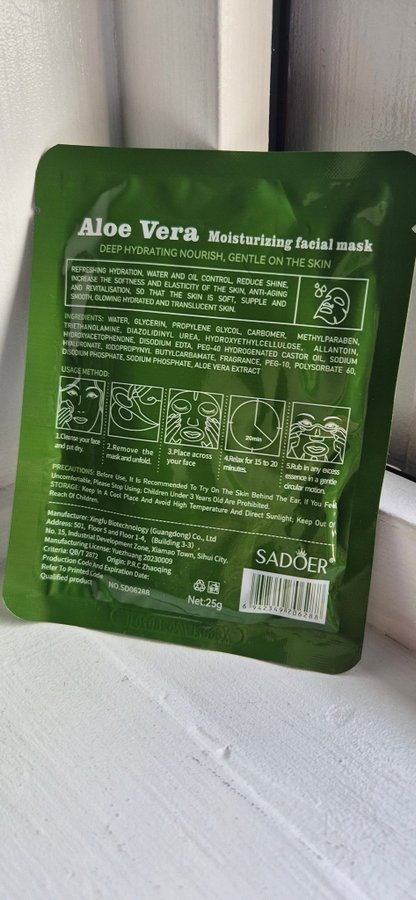 Aloe Vera Moisturizing facial mask
DEEP HYDRATING NOURISH, GENTLE ON THE SKIN
REFRESHING HYDRATION, WATER AND OIL CONTROL, REDUCE SHINE,
INCREASE THE SOFTNESS AND ELASTICITY OF THE SKIN, ANTI-AGING
AND REVITALISATION, SO THAT THE SKIN IS SOFT, SUPPLE AND
SMOOTH, GLOWING HYDRATED AND TRANSLUCENT SKIN.
INGREDIENTS: WATER, GLYCERIN, PROPYLENE GLYCOL, CARBOMER, METHYLPARABEN,
TRIETHANOLAMINE, DIAZOLIDINYL UREA, HYDROXYETHYLCELLULOSE, ALLANTOIN,
HYDROXYACETOPHENONE, DISODIUM EDTA, PEG-40 HYDROGENATED CASTOR OIL, SODIUM
HYALURONATE, IODOPROPYNYL BUTYLCARBAMATE, FRAGRANCE, PEG-10, POLYSORBATE 60,
DISODIUM PHOSPHATE, SODIUM PHOSPHATE, ALOE VERA EXTRACT
USAGE METHOD:
20min
1.Cleanse your face
and pat dry.
2.Remove the
mask and unfold.
3.Place across
your face
4.Relax for 15 to 20
minutes.
5.Rub in any excess
essence in a gentle
circular motion.
PRECAUTIONS: Before Use, It Is Recommended To Try On The Skin Behind The Ear, If You Feel
Uncomfortable, Please Stop Using, Children Under 3 Years Old Are Prohibited.
STORAGE: Keep In A Cool Place And Avoid High Temperature And Direct Sunlight, Keep Out Of
Reach Of Children.
Manufacture: Xingfu Biotechnology (Guangdong) Co., Ltd
Address: 501, Floor 5 and Floor 1-4, (Building 3-3) ,
No. 15, Industrial Development Zone, Xiamao Town, Sihui City.
Manufacturing License: Yuezhuang 20230009
Criteria: QB/T 2872 Origin: P.R.C Zhaoqing
Production Code And Expiration Date:
Refer To Printed Code
Qualified product NO.SD06288
Net:25g
SADOER
6 942349 706288